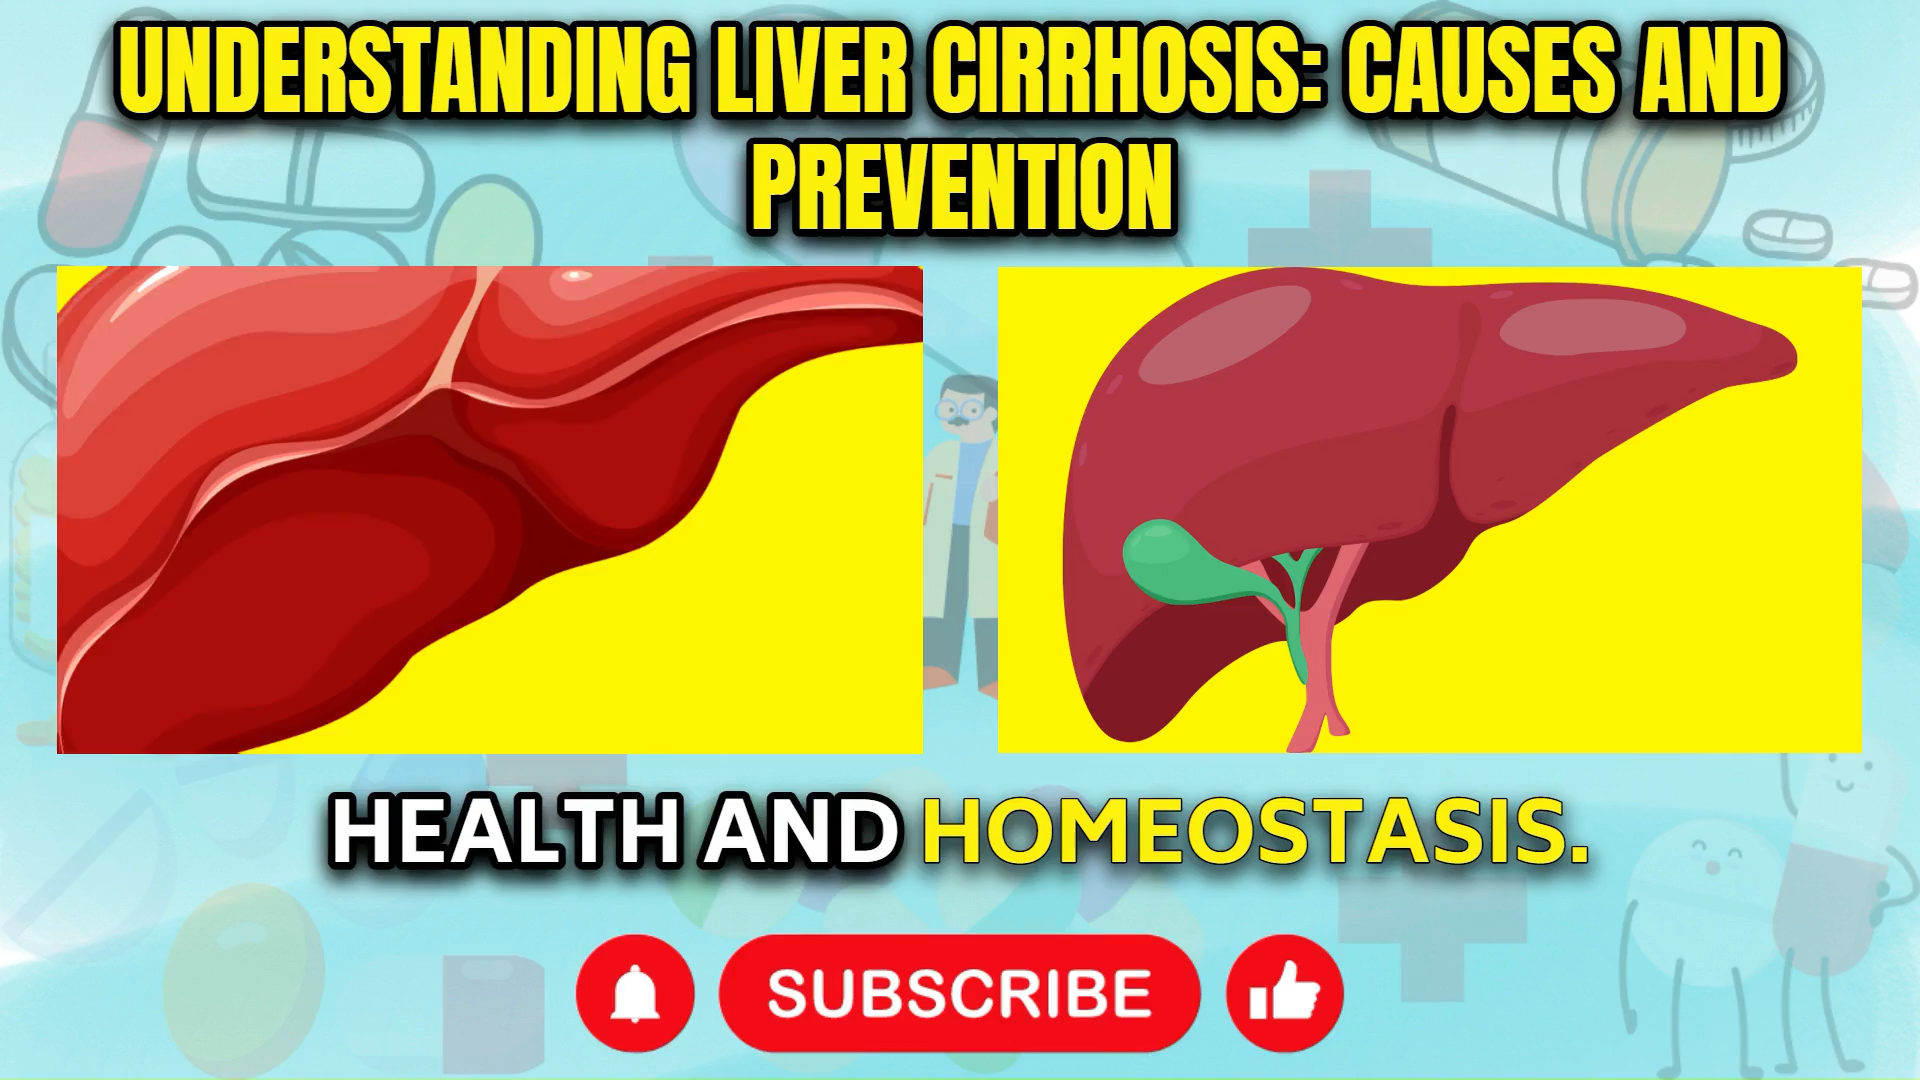 UNDERSTANDING LIVER CIRRHOSIS: CAUSES AND
PREVENTION
HEALTH AND HOMEOSTASIS.
SUBSCRIBE